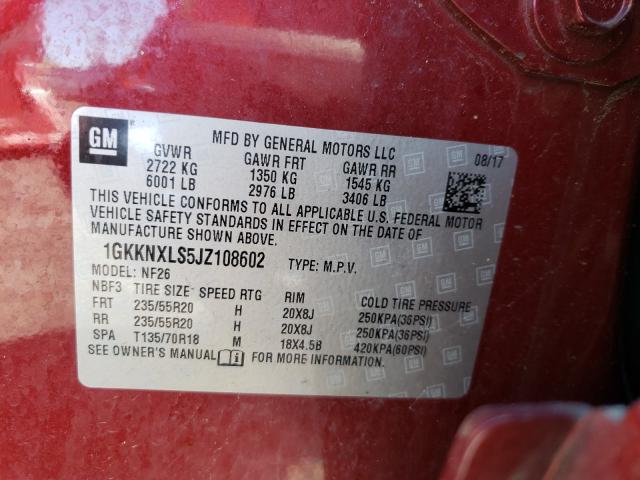 GM
MFD BY GENERAL MOTORS LLC 08/17
GVWR GAWR FRT GAWR RR
2722 KG 1350 KG 1545 KG
6001 LB 2976 LB 3406 LB
THIS VEHICLE CONFORMS TO ALL APPLICABLE U.S. FEDERAL MOTOR
VEHICLE SAFETY STANDARDS IN EFFECT ON THE DATE OF
MANUFACTURE SHOWN ABOVE.
1GKKNXLS5JZ108602 TYPE: M.P.V.
MODEL: NF26
NBF3 TIRE SIZE SPEED RTG RIM COLD TIRE PRESSURE
FRT 235/55R20 H 20X8J 250KPA(36PSI)
RR 235/55R20 H 20X8J 250KPA(36PSI)
SPA T135/70R18 M 18X4.5B 420KPA(60PSI)
SEE OWNER'S MANUAL FOR MORE INFORMATION.